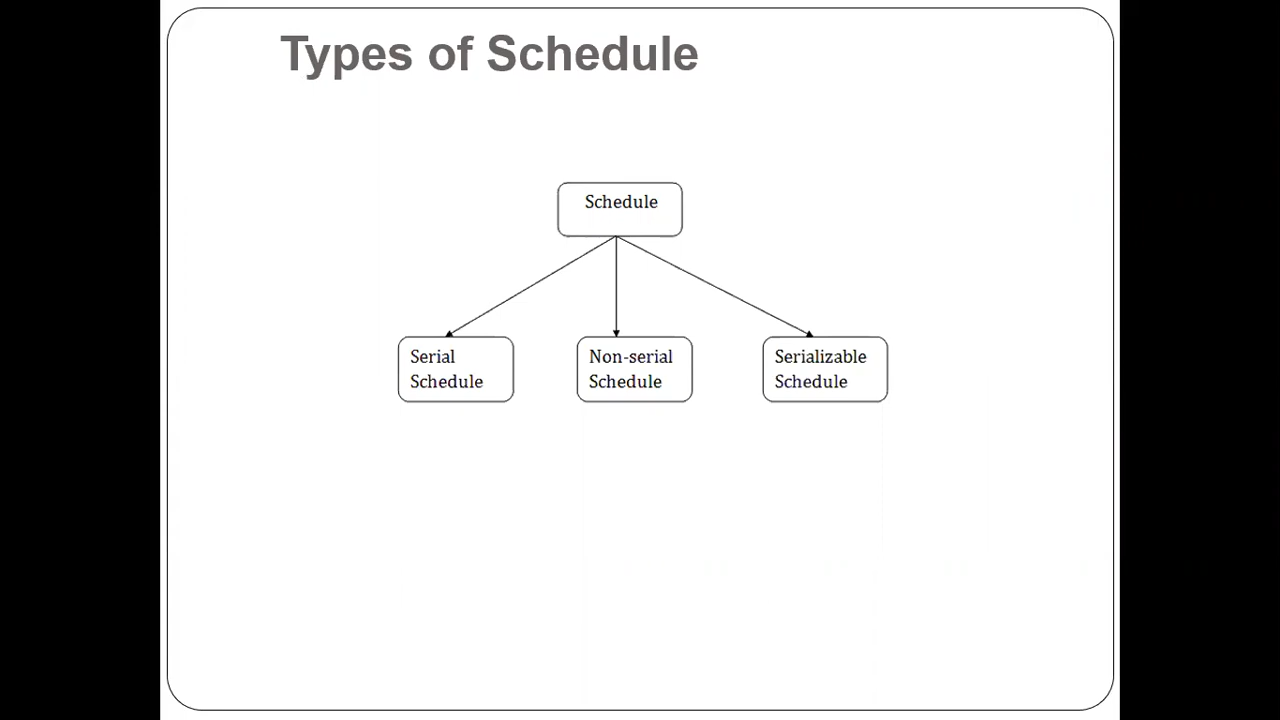 Types of Schedule
Schedule
Serial
Schedule
Non-serial
Schedule
Serializable
Schedule